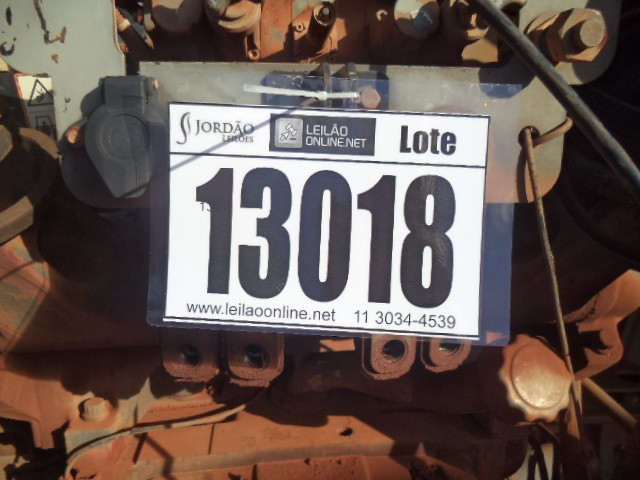 JORDÃO LEILÕES
LEILÃO ONLINE.NET
Lote
13018
www.leilaoonline.net 11 3034-4539